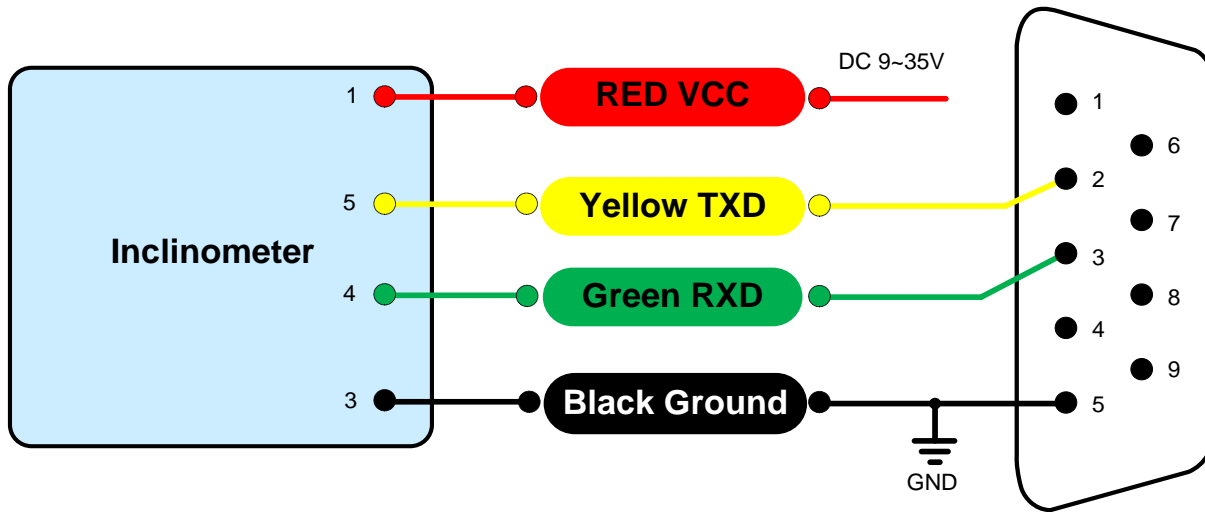 DC 9~35V
1
RED VCC
1
6
5
Yellow TXD
2
7
Inclinometer
3
4
Green RXD
8
4
9
3
Black Ground
5
GND